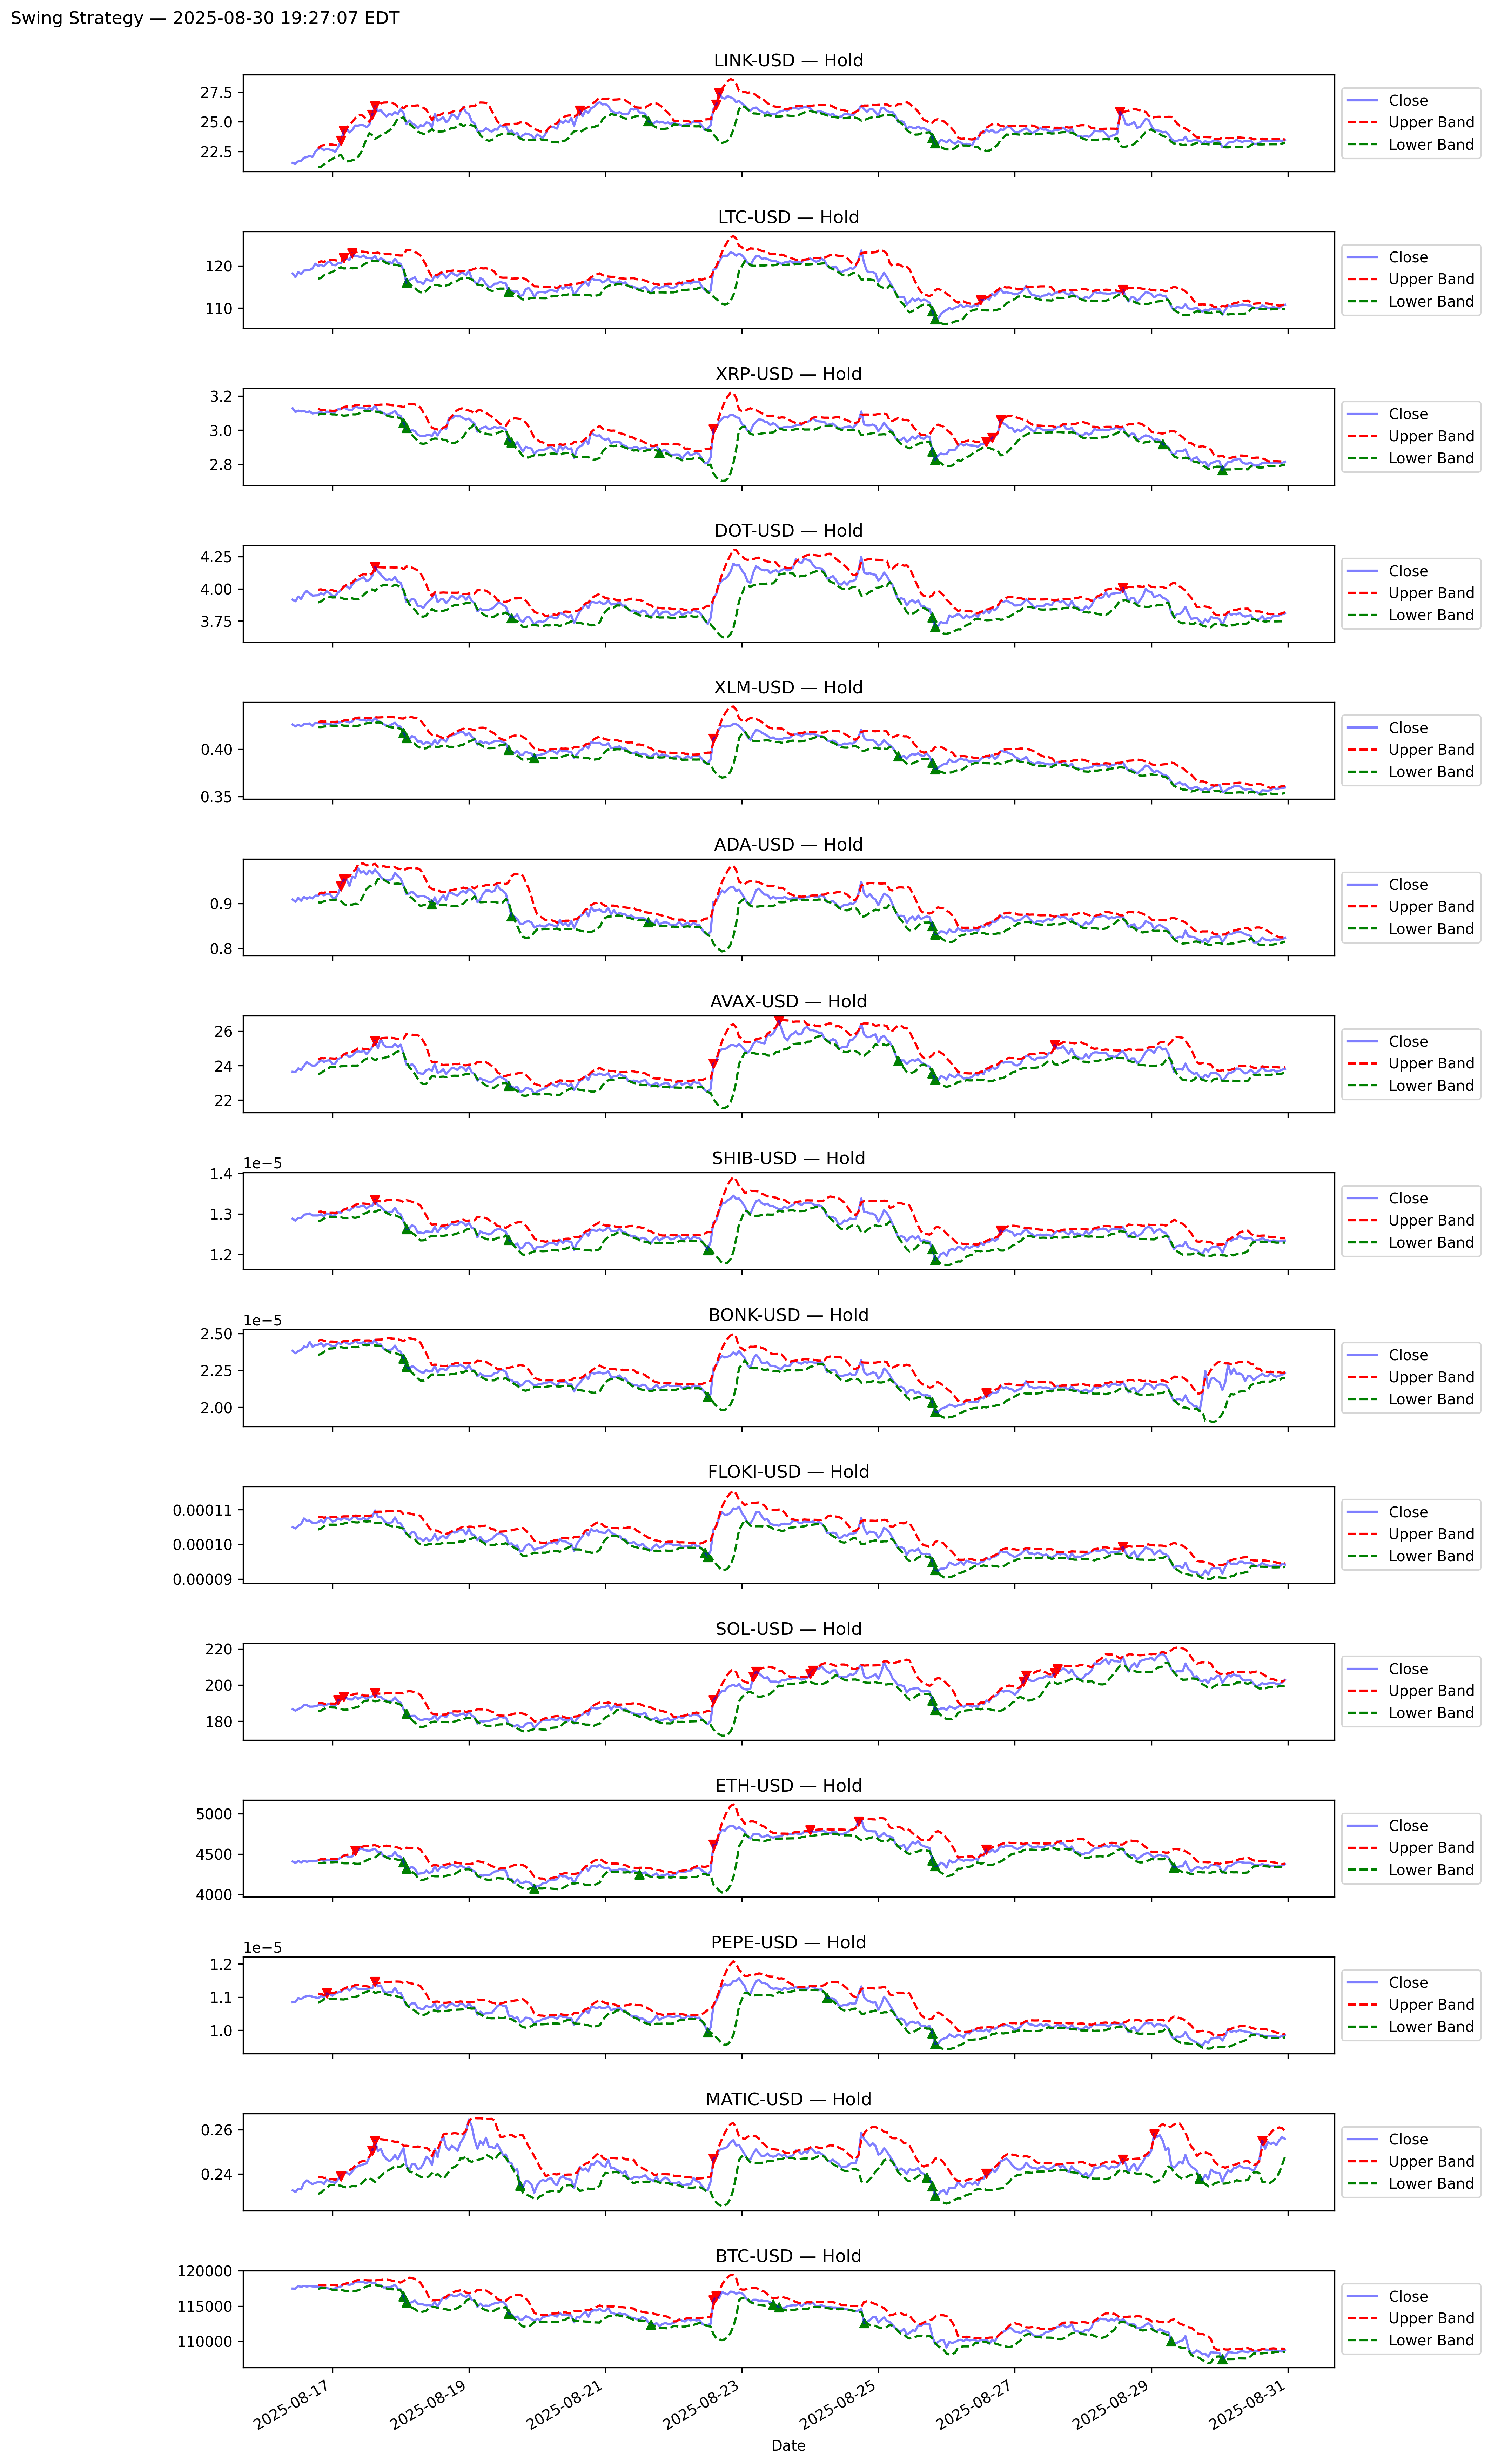 Swing Strategy — 2025-08-30 19:27:07 EDT
LINK-USD — Hold
27.5
25.0
22.5
Close
Upper Band
Lower Band
LTC-USD — Hold
120
110
Close
Upper Band
Lower Band
XRP-USD — Hold
3.2
3.0
2.8
Close
Upper Band
Lower Band
DOT-USD — Hold
4.25
4.00
3.75
Close
Upper Band
Lower Band
XLM-USD — Hold
0.40
0.35
Close
Upper Band
Lower Band
ADA-USD — Hold
0.9
0.8
Close
Upper Band
Lower Band
AVAX-USD — Hold
26
24
22
Close
Upper Band
Lower Band
SHIB-USD — Hold
1e−5
1.4
1.3
1.2
Close
Upper Band
Lower Band
BONK-USD — Hold
1e−5
2.50
2.25
2.00
Close
Upper Band
Lower Band
FLOKI-USD — Hold
0.00011
0.00010
0.00009
Close
Upper Band
Lower Band
SOL-USD — Hold
220
200
180
Close
Upper Band
Lower Band
ETH-USD — Hold
5000
4500
4000
Close
Upper Band
Lower Band
PEPE-USD — Hold
1e−5
1.2
1.1
1.0
Close
Upper Band
Lower Band
MATIC-USD — Hold
0.26
0.24
Close
Upper Band
Lower Band
BTC-USD — Hold
120000
115000
110000
Close
Upper Band
Lower Band
2025-08-17
2025-08-19
2025-08-21
2025-08-23
2025-08-25
2025-08-27
2025-08-29
2025-08-31
Date